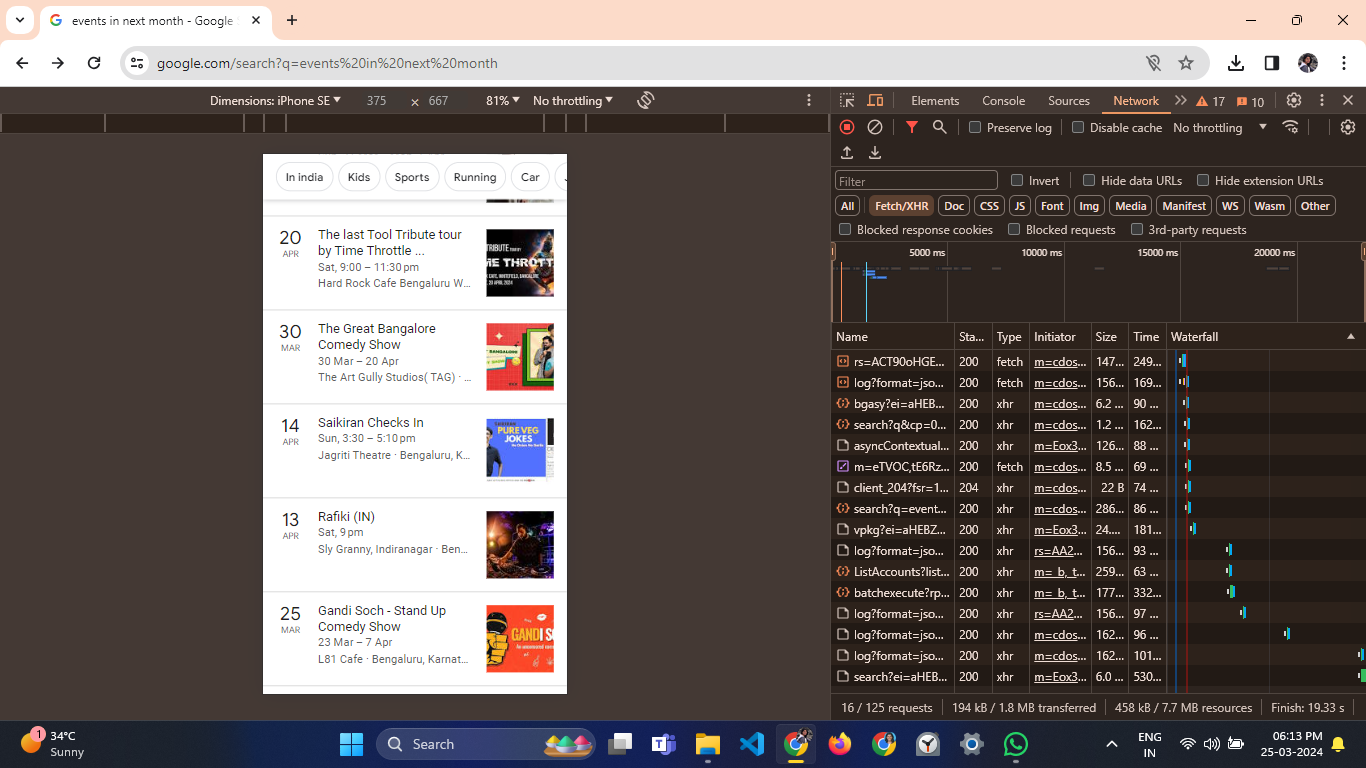 events in next month - Google
google.com/search?q=events%20in%20next%20month
Dimensions: iPhone SE 375 × 667 81% No throttling
In india Kids Sports Running Car
20 APR
The last Tool Tribute tour
by Time Throttle ...
Sat, 9:00 – 11:30 pm
Hard Rock Cafe Bengaluru W...
30 MAR
The Great Bangalore
Comedy Show
30 Mar – 20 Apr
The Art Gully Studios( TAG) · ...
BANGALORE
14 APR
Saikiran Checks In
Sun, 3:30 – 5:10 pm
Jagriti Theatre · Bengaluru, K...
PURE VEG
JOKES
13 APR
Rafiki (IN)
Sat, 9 pm
Sly Granny, Indiranagar · Ben...
25 MAR
Gandi Soch - Stand Up
Comedy Show
23 Mar – 7 Apr
L81 Cafe · Bengaluru, Karnat...
Elements Console Sources Network 17 10
Preserve log Disable cache No throttling
Filter Invert Hide data URLs Hide extension URLs
All Fetch/XHR Doc CSS JS Font Img Media Manifest WS Wasm Other
Blocked response cookies Blocked requests 3rd-party requests
5000 ms 10000 ms 15000 ms 20000 ms
Name Sta... Type Initiator Size Time Waterfall
rs=ACT90oHGE... 200 fetch m=cdos... 147... 249...
log?format=jso... 200 fetch m=cdos... 156... 169...
bgasy?ei=aHEB... 200 xhr m=cdos... 6.2 ... 90 ...
search?q&cp=0... 200 xhr m=cdos... 1.2 ... 162...
asyncContextual... 200 xhr m=Eox3... 126... 88 ...
m=eTVOC,tE6Rz... 200 fetch m=cdos... 8.5 ... 69 ...
client_204?fsr=1... 204 xhr m=cdos... 22 B 74 ...
search?q=event... 200 xhr m=cdos... 286... 86 ...
vpkg?ei=aHEBZ... 200 xhr m=Eox3... 24.... 181...
log?format=jso... 200 xhr rs=AA2... 156... 93 ...
ListAccounts?list... 200 xhr m=_b,_t... 259... 63 ...
batchexecute?rp... 200 xhr m=_b,_t... 177... 332...
log?format=jso... 200 xhr rs=AA2... 156... 97 ...
log?format=jso... 200 xhr m=cdos... 162... 96 ...
log?format=jso... 200 xhr m=cdos... 162... 101...
search?ei=aHEB... 200 xhr m=Eox3... 6.0 ... 530...
16 / 125 requests 194 kB / 1.8 MB transferred 458 kB / 7.7 MB resources Finish: 19.33 s
1 34°C
Sunny
Search
ENG
IN
06:13 PM
25-03-2024